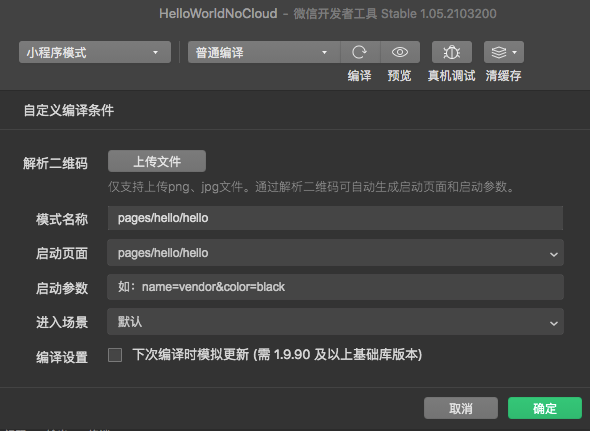 HelloWorldNoCloud - 微信开发者工具 Stable 1.05.2103200
小程序模式 普通编译
编译 预览 真机调试 清缓存
自定义编译条件
解析二维码 上传文件
仅支持上传png、jpg文件。通过解析二维码可自动生成启动页面和启动参数。
模式名称 pages/hello/hello
启动页面 pages/hello/hello
启动参数 如：name=vendor&color=black
进入场景 默认
编译设置 下次编译时模拟更新 (需 1.9.90 及以上基础库版本)
取消 确定